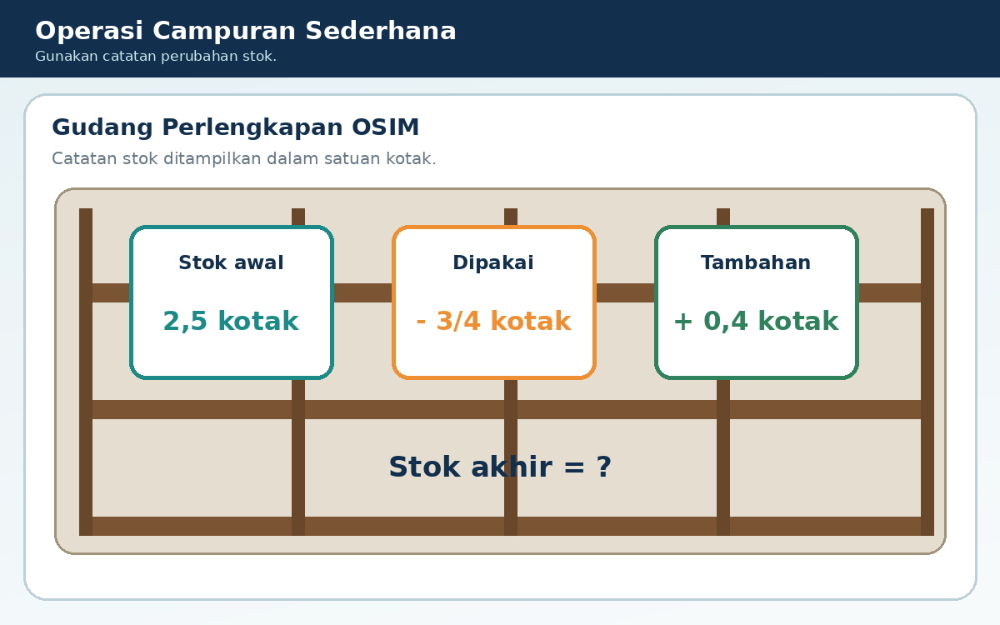 Operasi Campuran Sederhana
Gunakan catatan perubahan stok.
Gudang Perlengkapan OSIM
Catatan stok ditampilkan dalam satuan kotak.
Stok awal
2,5 kotak
Dipakai
- 3/4 kotak
Tambahan
+ 0,4 kotak
Stok akhir = ?